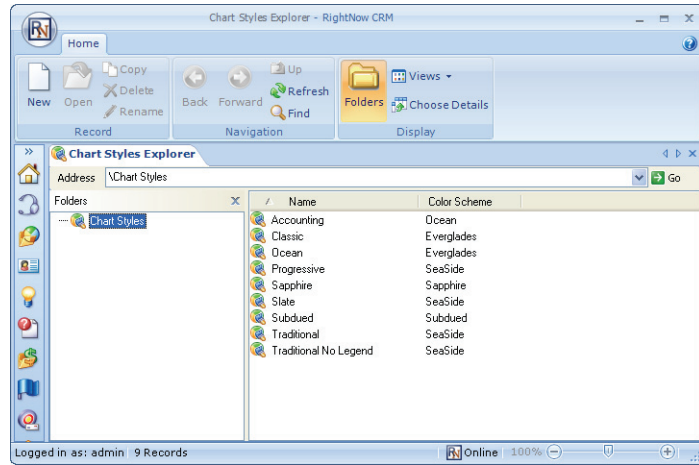 Chart Styles Explorer - RightNow CRM
Home
New Open Copy Delete Rename
Record
Back Forward Up Refresh Find
Navigation
Folders Views Choose Details
Display
Chart Styles Explorer
Address \Chart Styles Go
Folders
Chart Styles
Name Color Scheme
Accounting Ocean
Classic Everglades
Ocean Everglades
Progressive SeaSide
Sapphire Sapphire
Slate SeaSide
Subdued Subdued
Traditional SeaSide
Traditional No Legend SeaSide
Logged in as: admin 9 Records Online 100%